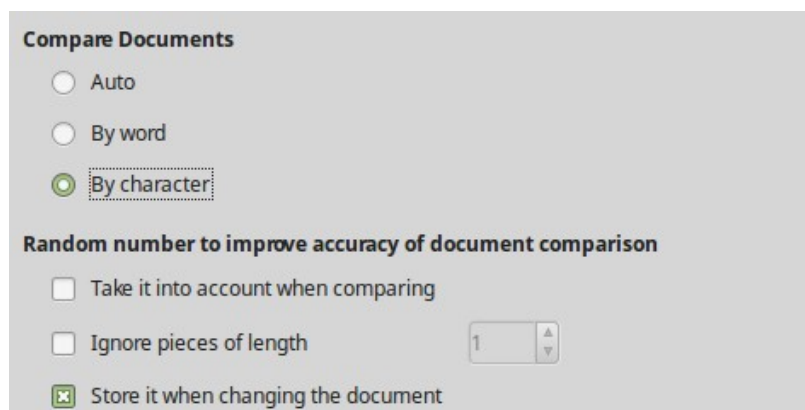 Compare Documents
Auto
By word
By character
Random number to improve accuracy of document comparison
Take it into account when comparing
Ignore pieces of length 1
Store it when changing the document